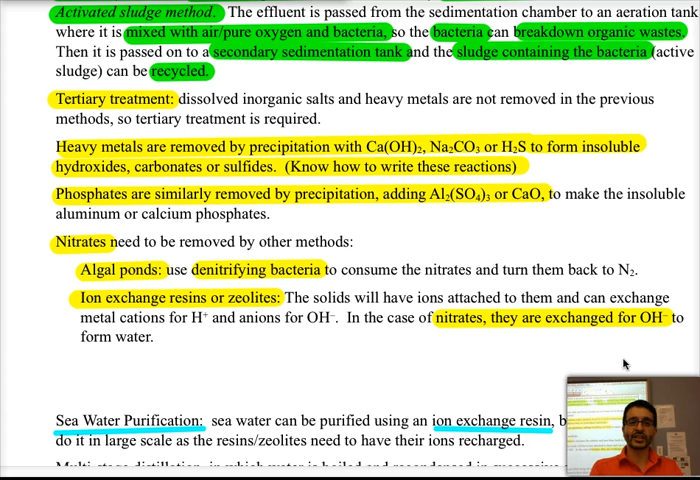 Activated sludge method. The effluent is passed from the sedimentation chamber to an aeration tank
where it is mixed with air/pure oxygen and bacteria, so the bacteria can breakdown organic wastes.
Then it is passed on to a secondary sedimentation tank and the sludge containing the bacteria (active
sludge) can be recycled.
Tertiary treatment: dissolved inorganic salts and heavy metals are not removed in the previous
methods, so tertiary treatment is required.
Heavy metals are removed by precipitation with Ca(OH)₂, Na₂CO₃ or H₂S to form insoluble
hydroxides, carbonates or sulfides. (Know how to write these reactions)
Phosphates are similarly removed by precipitation, adding Al₂(SO₄)₃ or CaO, to make the insoluble
aluminum or calcium phosphates.
Nitrates need to be removed by other methods:
Algal ponds: use denitrifying bacteria to consume the nitrates and turn them back to N₂.
Ion exchange resins or zeolites: The solids will have ions attached to them and can exchange
metal cations for H⁺ and anions for OH⁻. In the case of nitrates, they are exchanged for OH⁻ to
form water.
Sea Water Purification: sea water can be purified using an ion exchange resin,
do it in large scale as the resins/zeolites need to have their ions recharged.